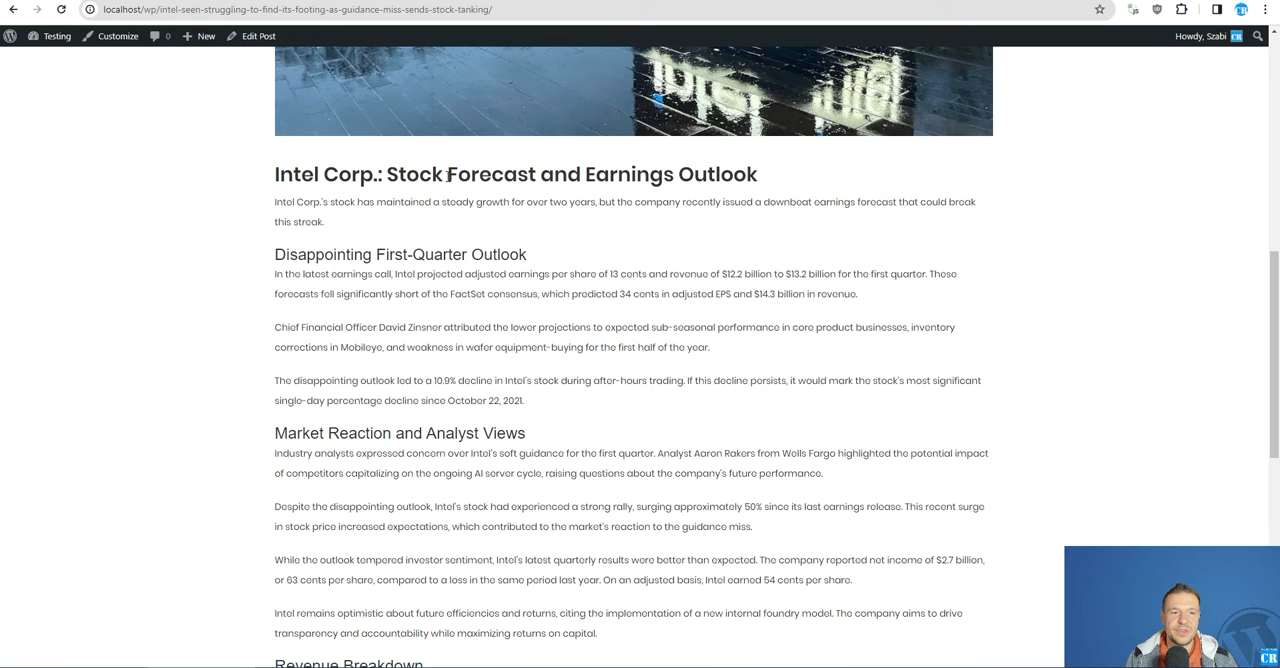 localhost/wp/intel-seen-struggling-to-find-its-footing-as-guidance-miss-sends-stock-tanking/
Testing Customize 0 New Edit Post Howdy, Szabi CR
Intel Corp.: Stock Forecast and Earnings Outlook
Intel Corp.'s stock has maintained a steady growth for over two years, but the company recently issued a downbeat earnings forecast that could break
this streak.
Disappointing First-Quarter Outlook
In the latest earnings call, Intel projected adjusted earnings per share of 13 cents and revenue of $12.2 billion to $13.2 billion for the first quarter. These
forecasts fell significantly short of the FactSet consensus, which predicted 34 cents in adjusted EPS and $14.3 billion in revenue.
Chief Financial Officer David Zinsner attributed the lower projections to expected sub-seasonal performance in core product businesses, inventory
corrections in Mobileye, and weakness in wafer equipment-buying for the first half of the year.
The disappointing outlook led to a 10.9% decline in Intel's stock during after-hours trading. If this decline persists, it would mark the stock's most significant
single-day percentage decline since October 22, 2021.
Market Reaction and Analyst Views
Industry analysts expressed concern over Intel's soft guidance for the first quarter. Analyst Aaron Rakers from Wells Fargo highlighted the potential impact
of competitors capitalizing on the ongoing AI server cycle, raising questions about the company's future performance.
Despite the disappointing outlook, Intel's stock had experienced a strong rally, surging approximately 50% since its last earnings release. This recent surge
in stock price increased expectations, which contributed to the market's reaction to the guidance miss.
While the outlook tempered investor sentiment, Intel's latest quarterly results were better than expected. The company reported net income of $2.7 billion,
or 63 cents per share, compared to a loss in the same period last year. On an adjusted basis, Intel earned 54 cents per share.
Intel remains optimistic about future efficiencies and returns, citing the implementation of a new internal foundry model. The company aims to drive
transparency and accountability while maximizing returns on capital.
Revenue Breakdown
CR